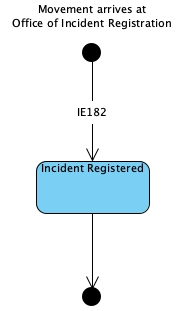 Movement arrives at
Office of Incident Registration
IE182
Incident Registered